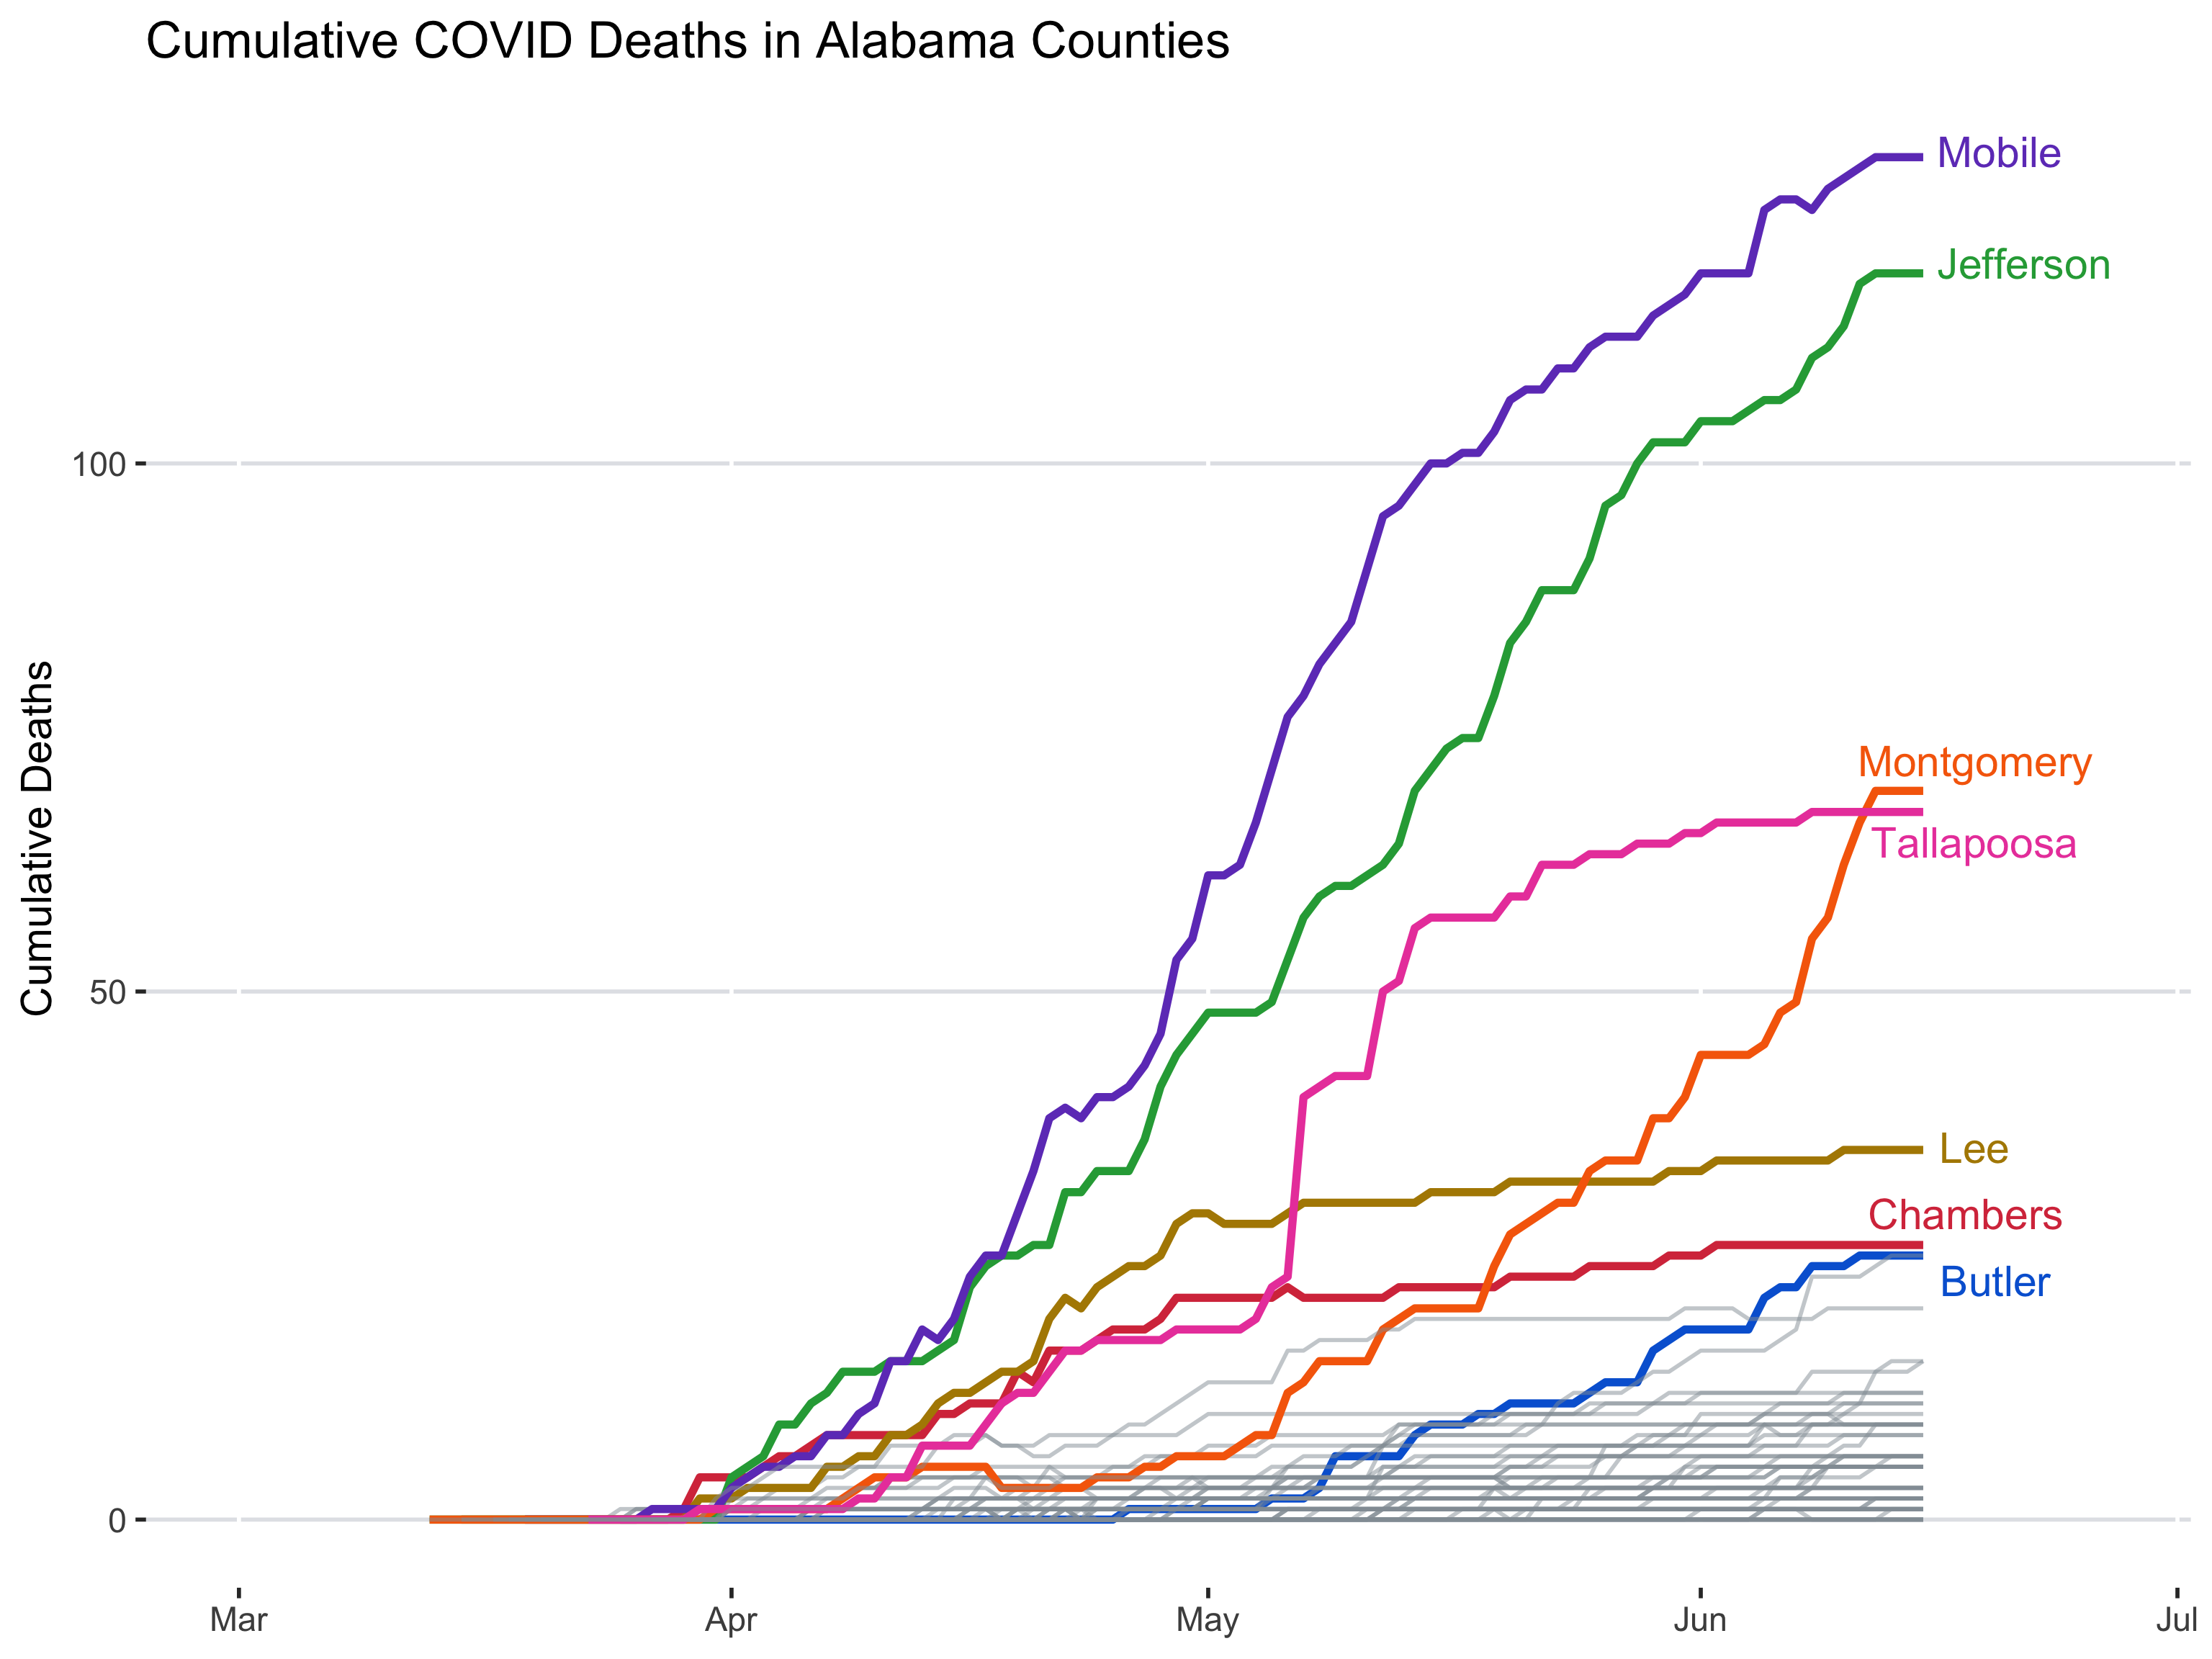 Cumulative COVID Deaths in Alabama Counties
Mobile
Jefferson
100
Montgomery
Tallapoosa
Cumulative Deaths
50
Lee
Chambers
Butler
0
Mar Apr May Jun Jul